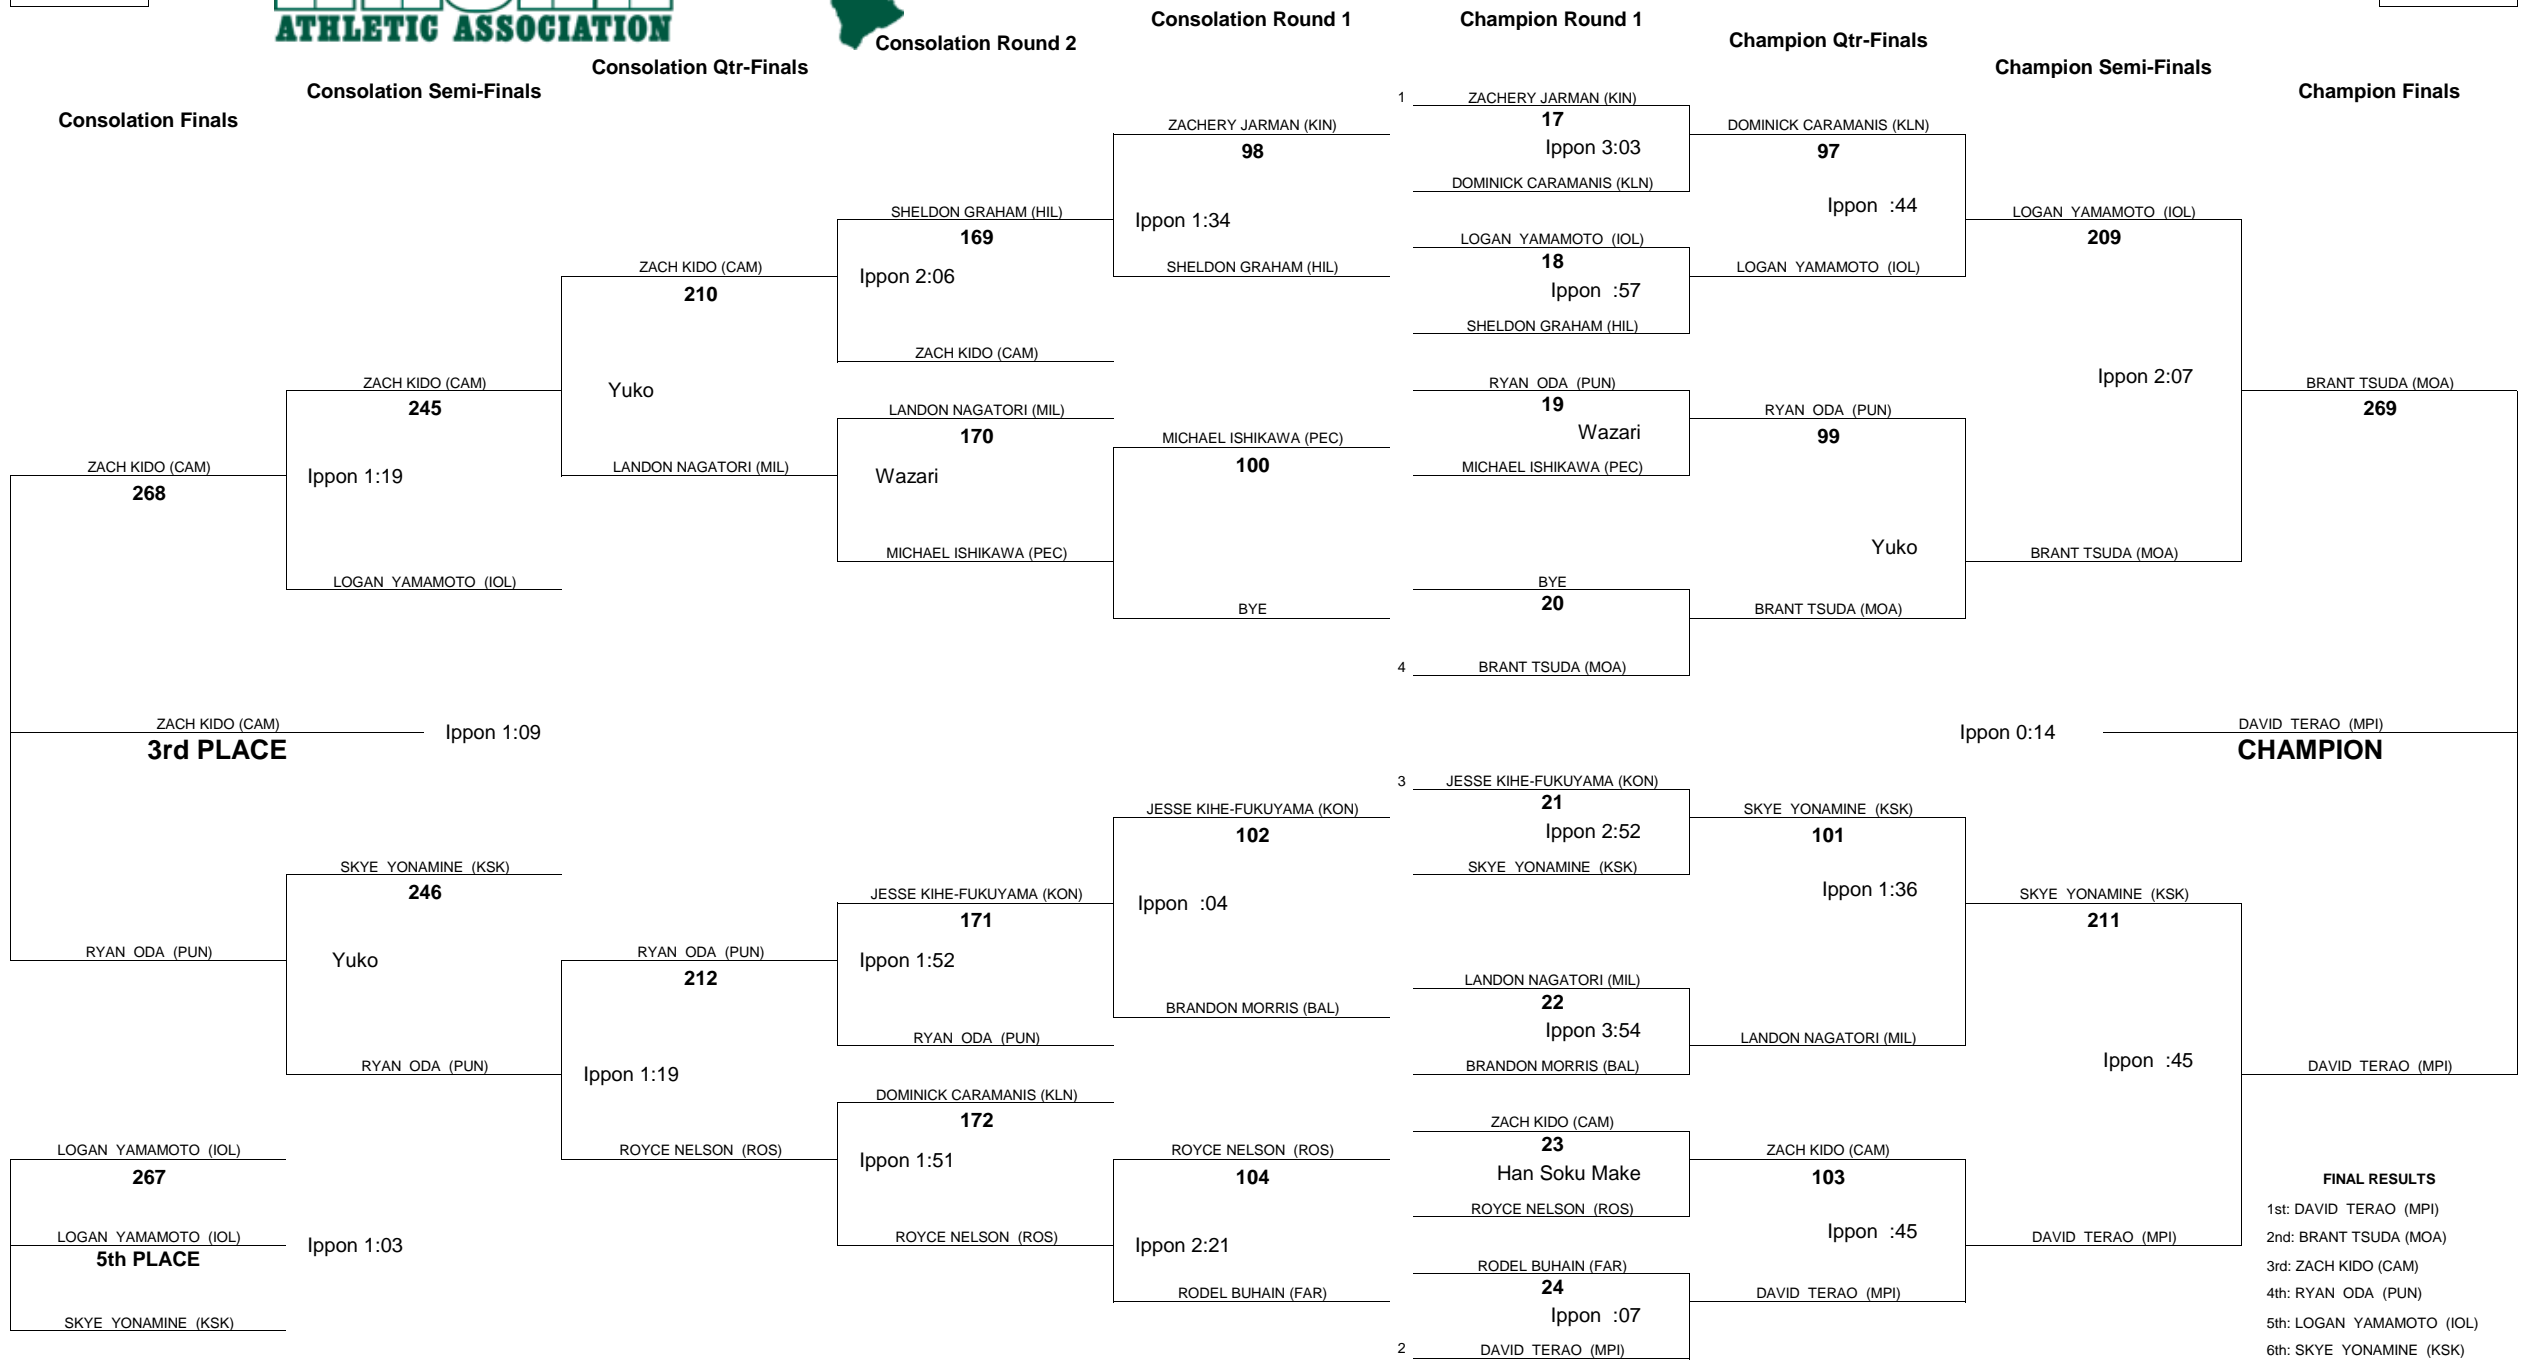 ATHLETIC ASSOCIATION
Consolation Finals
Consolation Semi-Finals
Consolation Qtr-Finals
Consolation Round 2
Consolation Round 1
Champion Round 1
Champion Qtr-Finals
Champion Semi-Finals
Champion Finals
ZACH KIDO (CAM)
268
ZACH KIDO (CAM)
3rd PLACE
Ippon 1:09
RYAN ODA (PUN)
LOGAN YAMAMOTO (IOL)
267
LOGAN YAMAMOTO (IOL)
5th PLACE
Ippon 1:03
SKYE YONAMINE (KSK)
ZACH KIDO (CAM)
245
Ippon 1:19
LOGAN YAMAMOTO (IOL)
SKYE YONAMINE (KSK)
246
Yuko
RYAN ODA (PUN)
ZACH KIDO (CAM)
210
Yuko
LANDON NAGATORI (MIL)
RYAN ODA (PUN)
212
Ippon 1:19
ROYCE NELSON (ROS)
SHELDON GRAHAM (HIL)
169
Ippon 2:06
ZACH KIDO (CAM)
LANDON NAGATORI (MIL)
170
Wazari
MICHAEL ISHIKAWA (PEC)
JESSE KIHE-FUKUYAMA (KON)
171
Ippon 1:52
RYAN ODA (PUN)
DOMINICK CARAMANIS (KLN)
172
Ippon 1:51
ROYCE NELSON (ROS)
ZACHERY JARMAN (KIN)
98
Ippon 1:34
SHELDON GRAHAM (HIL)
MICHAEL ISHIKAWA (PEC)
100
BYE
JESSE KIHE-FUKUYAMA (KON)
102
Ippon :04
BRANDON MORRIS (BAL)
ROYCE NELSON (ROS)
104
Ippon 2:21
RODEL BUHAIN (FAR)
1 ZACHERY JARMAN (KIN)
17
Ippon 3:03
DOMINICK CARAMANIS (KLN)
LOGAN YAMAMOTO (IOL)
18
Ippon :57
SHELDON GRAHAM (HIL)
RYAN ODA (PUN)
19
Wazari
MICHAEL ISHIKAWA (PEC)
BYE
20
4 BRANT TSUDA (MOA)
3 JESSE KIHE-FUKUYAMA (KON)
21
Ippon 2:52
SKYE YONAMINE (KSK)
LANDON NAGATORI (MIL)
22
Ippon 3:54
BRANDON MORRIS (BAL)
ZACH KIDO (CAM)
23
Han Soku Make
ROYCE NELSON (ROS)
RODEL BUHAIN (FAR)
24
Ippon :07
2 DAVID TERAO (MPI)
DOMINICK CARAMANIS (KLN)
97
Ippon :44
LOGAN YAMAMOTO (IOL)
RYAN ODA (PUN)
99
Yuko
BRANT TSUDA (MOA)
SKYE YONAMINE (KSK)
101
Ippon 1:36
LANDON NAGATORI (MIL)
ZACH KIDO (CAM)
103
Ippon :45
DAVID TERAO (MPI)
LOGAN YAMAMOTO (IOL)
209
Ippon 2:07
BRANT TSUDA (MOA)
SKYE YONAMINE (KSK)
211
Ippon :45
DAVID TERAO (MPI)
BRANT TSUDA (MOA)
269
Ippon 0:14
DAVID TERAO (MPI)
CHAMPION
DAVID TERAO (MPI)
FINAL RESULTS
1st: DAVID TERAO (MPI)
2nd: BRANT TSUDA (MOA)
3rd: ZACH KIDO (CAM)
4th: RYAN ODA (PUN)
5th: LOGAN YAMAMOTO (IOL)
6th: SKYE YONAMINE (KSK)